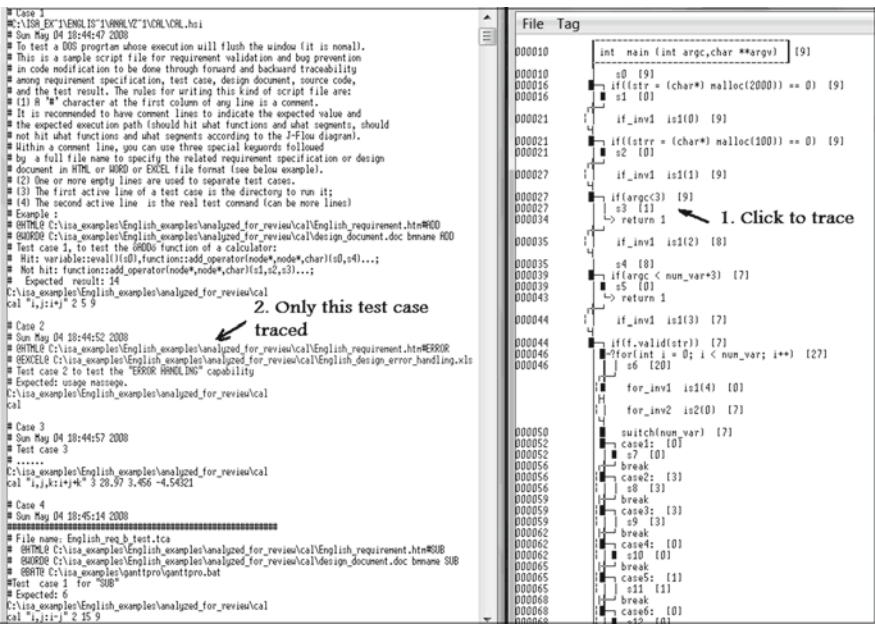 # Case 1
#C:\ISA_EX~1\ENGLIS~1\ANALYZ~1\CAL\CAL.hsi
# Sun May 04 18:44:47 2008
# To test a DOS progrtam whose execution will flush the window (it is nomal).
# This is a sample script file for requirement validation and bug prevention
# in code modification to be done through forward and backward traceability
# among requirement specification, test case, design document, source code,
# and the test result. The rules for writing this kind of script file are:
# (1) A '#' character at the first column of any line is a comment.
# It is recommended to have comment lines to indicate the expected value and
# the expected execution path (should hit what functions and what segments, should
# not hit what functions and what segments according to the J-Flow diagram).
# Within a comment line, you can use three special keywords followed
# by a full file name to specify the related requirement specification or design
# document in HTML or WORD or EXCEL file format (see below example).
# (2) One or more empty lines are used to separate test cases.
# (3) The first active line of a test case is the directory to run it;
# (4) The second active line is the real test command (can be more lines)
# Example :
# @HTML@ C:\isa_examples\English_examples\analyzed_for_review\cal\English_requirement.htm#ADD
# @WORD@ C:\isa_examples\English_examples\analyzed_for_review\cal\design_document.doc bmname ADD
# Test case 1, to test the öADDö function of a calculator:
# Hit: variable::eval()(s0),function::add_operator(node*,node*,char)(s0,s4)...;
# Not hit: function::add_operator(node*,node*,char)(s1,s2,s3)...;
# Expected result: 14
C:\isa_examples\English_examples\analyzed_for_review\cal
cal "i,j:i+j" 2 5 9
2. Only this test case
traced
# Case 2
# Sun May 04 18:44:52 2008
# @HTML@ C:\isa_examples\English_examples\analyzed_for_review\cal\English_requirement.htm#ERROR
# @EXCEL@ C:\isa_examples\English_examples\analyzed_for_review\cal\English_design_error_handling.xls
# Test case 2 to test the "ERROR HANDLING" capability
# Expected: usage massege.
C:\isa_examples\English_examples\analyzed_for_review\cal
cal
# Case 3
# Sun May 04 18:44:57 2008
# Test case 3
# ......
C:\isa_examples\English_examples\analyzed_for_review\cal
cal "i,j,k:i+j+k" 3 28.97 3.456 -4.54321
# Case 4
# Sun May 04 18:45:14 2008
##################################################
# File name: English_req_b_test.tca
# @HTML@ C:\isa_examples\English_examples\analyzed_for_review\cal\English_requirement.htm#SUB
# @WORD@ C:\isa_examples\English_examples\analyzed_for_review\cal\design_document.doc bmname SUB
# @BAT@ C:\isa_examples\ganttpro\ganttpro.bat
#Test case 1 for "SUB"
# Expected: 6
C:\isa_examples\English_examples\analyzed_for_review\cal
cal "i,j:i-j" 2 15 9
File Tag
000010 int main (int argc,char **argv) [9]
000010 s0 [9]
000016 if((str = (char*) malloc(2000)) == 0) [9]
000016 s1 [0]
000021 if_inv1 is1(0) [9]
000021 if((strr = (char*) malloc(100)) == 0) [9]
000021 s2 [0]
000027 if_inv1 is1(1) [9]
000027 if(argc<3) [9]
000027 s3 [1]
000034 return 1
1. Click to trace
000035 if_inv1 is1(2) [8]
000035 s4 [8]
000039 if(argc < num_var+3) [7]
000039 s5 [0]
000043 return 1
000044 if_inv1 is1(3) [7]
000044 if(f.valid(str)) [7]
000046 ?for(int i = 0; i < num_var; i++) [27]
000046 s6 [20]
for_inv1 is1(4) [0]
for_inv2 is2(0) [7]
000050 switch(num_var) [7]
000052 case1: [0]
000052 s7 [0]
000056 break
000056 case2: [3]
000056 s8 [3]
000059 break
000059 case3: [3]
000059 s9 [3]
000062 break
000062 case4: [0]
000062 s10 [0]
000065 break
000065 case5: [1]
000065 s11 [1]
000068 break
000068 case6: [0]
000068 s12 [0]